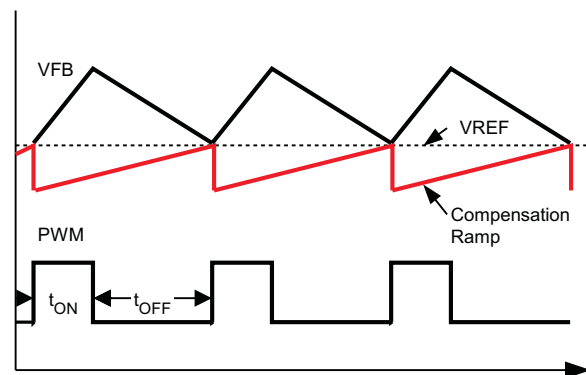 VFB
VREF
Compensation
Ramp
PWM
tON
tOFF